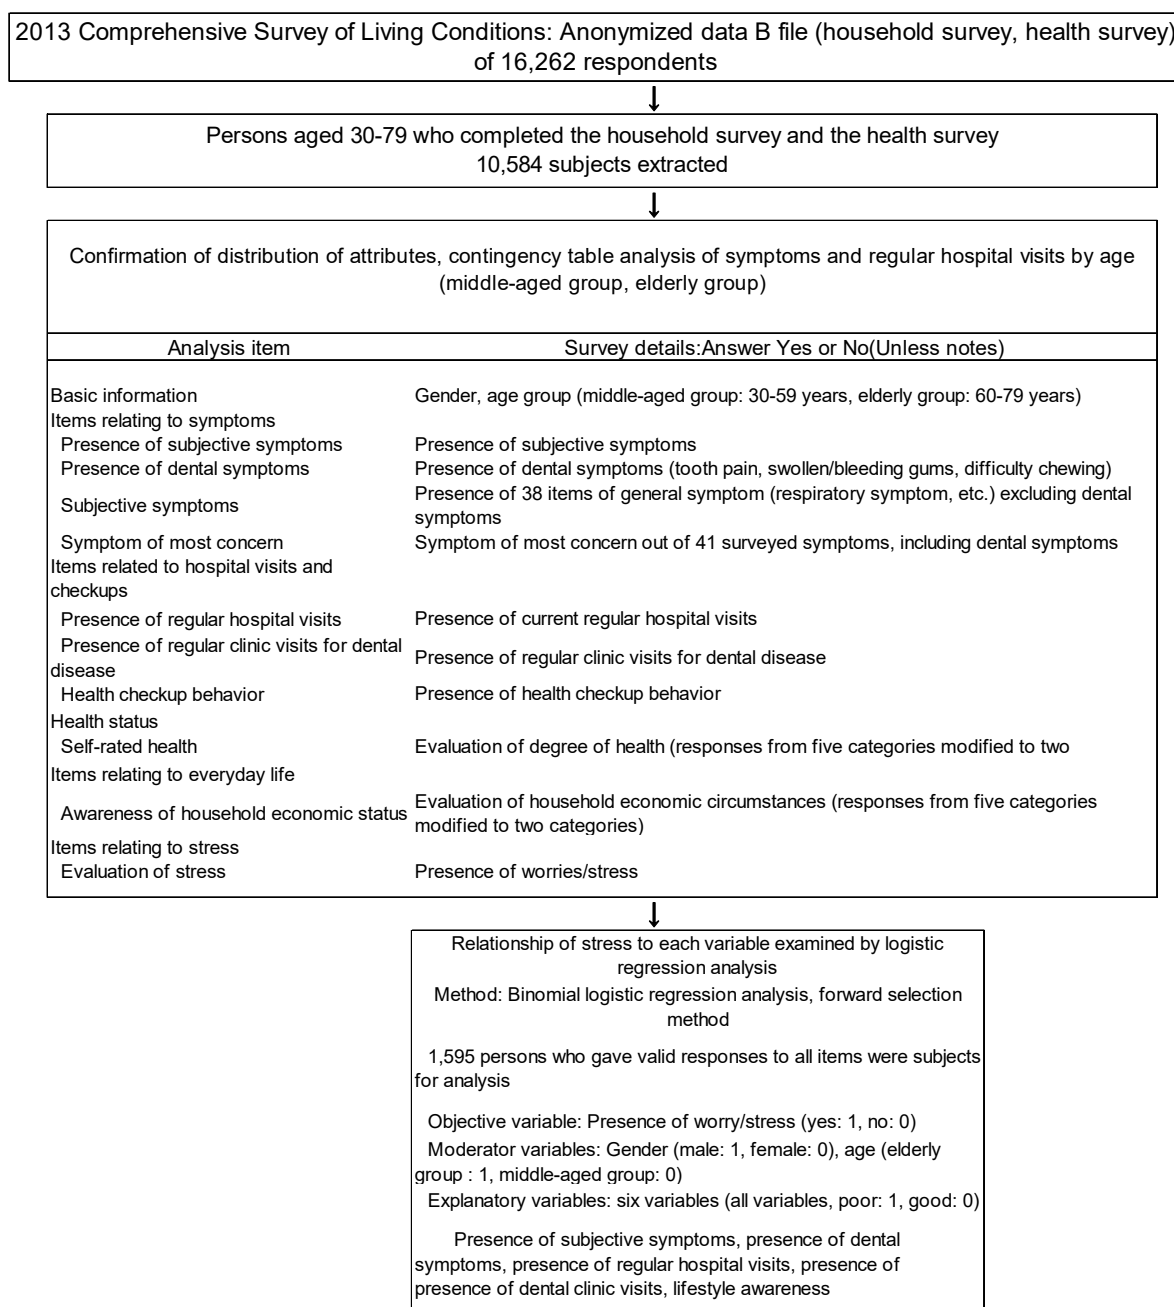 2013 Comprehensive Survey of Living Conditions: Anonymized data B file (household survey, health survey)
of 16,262 respondents
Persons aged 30-79 who completed the household survey and the health survey
10,584 subjects extracted
Confirmation of distribution of attributes, contingency table analysis of symptoms and regular hospital visits by age
(middle-aged group, elderly group)
Analysis item Survey details:Answer Yes or No(Unless notes)
Basic information Gender, age group (middle-aged group: 30-59 years, elderly group: 60-79 years)
Items relating to symptoms
Presence of subjective symptoms Presence of subjective symptoms
Presence of dental symptoms Presence of dental symptoms (tooth pain, swollen/bleeding gums, difficulty chewing)
Subjective symptoms Presence of 38 items of general symptom (respiratory symptom, etc.) excluding dental
symptoms
Symptom of most concern Symptom of most concern out of 41 surveyed symptoms, including dental symptoms
Items related to hospital visits and
checkups
Presence of regular hospital visits Presence of current regular hospital visits
Presence of regular clinic visits for dental
disease Presence of regular clinic visits for dental disease
Health checkup behavior Presence of health checkup behavior
Health status
Self-rated health Evaluation of degree of health (responses from five categories modified to two
Items relating to everyday life
Awareness of household economic status Evaluation of household economic circumstances (responses from five categories
modified to two categories)
Items relating to stress
Evaluation of stress Presence of worries/stress
Relationship of stress to each variable examined by logistic
regression analysis
Method: Binomial logistic regression analysis, forward selection
method
1,595 persons who gave valid responses to all items were subjects
for analysis
Objective variable: Presence of worry/stress (yes: 1, no: 0)
Moderator variables: Gender (male: 1, female: 0), age (elderly
group : 1, middle-aged group: 0)
Explanatory variables: six variables (all variables, poor: 1, good: 0)
Presence of subjective symptoms, presence of dental
symptoms, presence of regular hospital visits, presence of
presence of dental clinic visits, lifestyle awareness